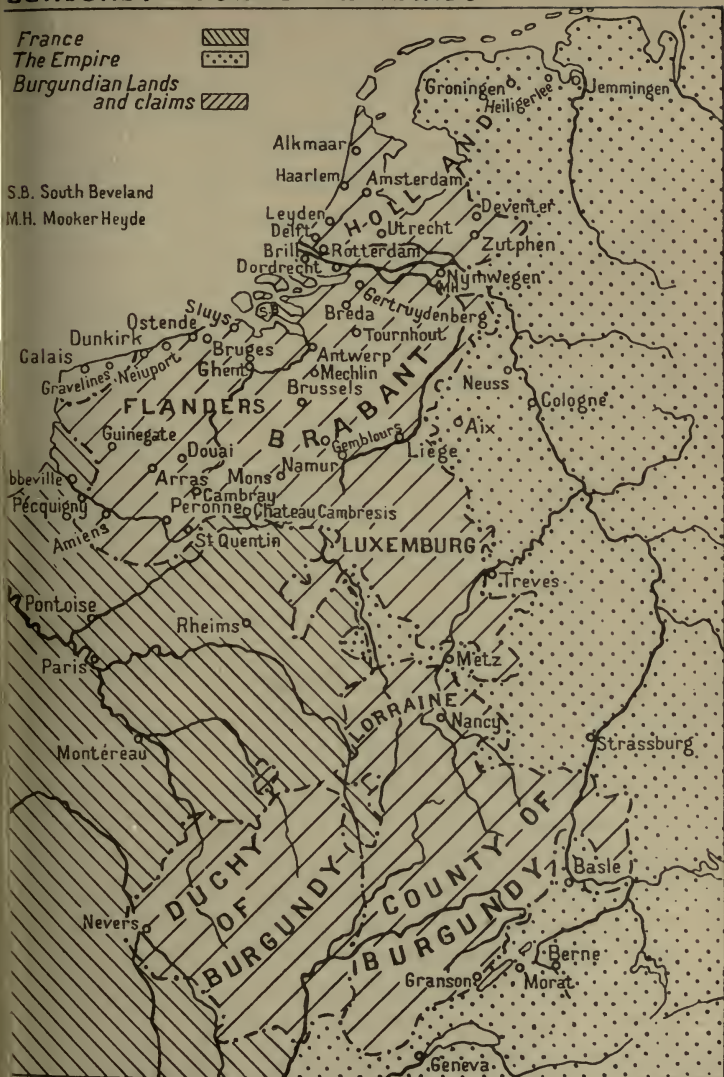 France
The Empire
Burgundian Lands
and claims
S.B. South Beveland
M.H. Mooker Heyde
Groningen
Heiligerlee
Jemmingen
Alkmaar
Haarlem
Amsterdam
HOLLAND
Leyden
Delft
Utrecht
Deventer
Zutphen
Brill
Rotterdam
Dordrecht
Nymwegen
M.H.
Gertruydenberg
S.B.
Breda
Tournhout
Sluys
Ostende
Dunkirk
Calais
Gravelines
Neiuport
Bruges
Ghent
Antwerp
Mechlin
Brussels
BRABANT
Neuss
Cologne
Aix
FLANDERS
Guinegate
Douai
Gemblours
Liége
Mons
Namur
Arras
Cambray
bbeville
Pécquigny
Peronne
Chateau Cambresis
Amiens
St Quentin
LUXEMBURG
Treves
Pontoise
Rheims
Paris
Metz
LORRAINE
Nancy
Montéreau
Strassburg
DUCHY
OF
BURGUNDY
COUNTY OF
BURGUNDY
Basle
Nevers
Berne
Granson
Morat
Geneva